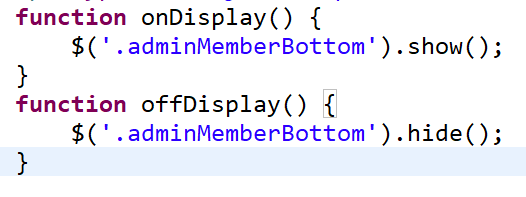 function onDisplay() {
    $('.adminMemberBottom').show();
}
function offDisplay() {
    $('.adminMemberBottom').hide();
}